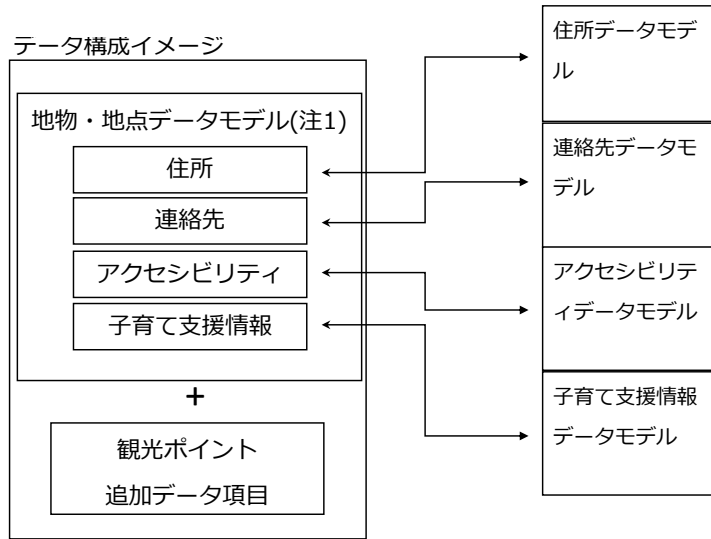 データ構成イメージ
地物・地点データモデル(注1)
住所
連絡先
アクセシビリティ
子育て支援情報
+
観光ポイント
追加データ項目
住所データモデ
ル
連絡先データモ
デル
アクセシビリテ
ィデータモデル
子育て支援情報
データモデル